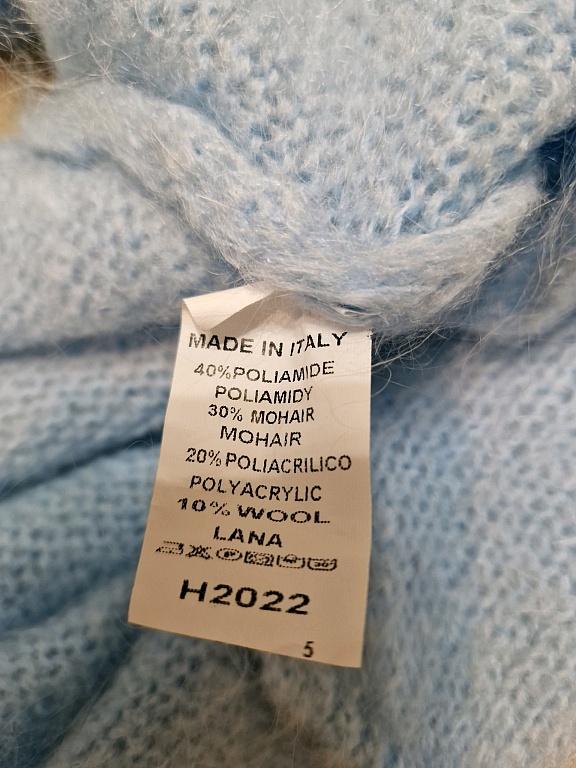 MADE IN ITALY
40%POLIAMIDE
POLIAMIDY
30% MOHAIR
MOHAIR
20%POLIACRILICO
POLYACRYLIC
10%WOOL
LANA
H2022
5